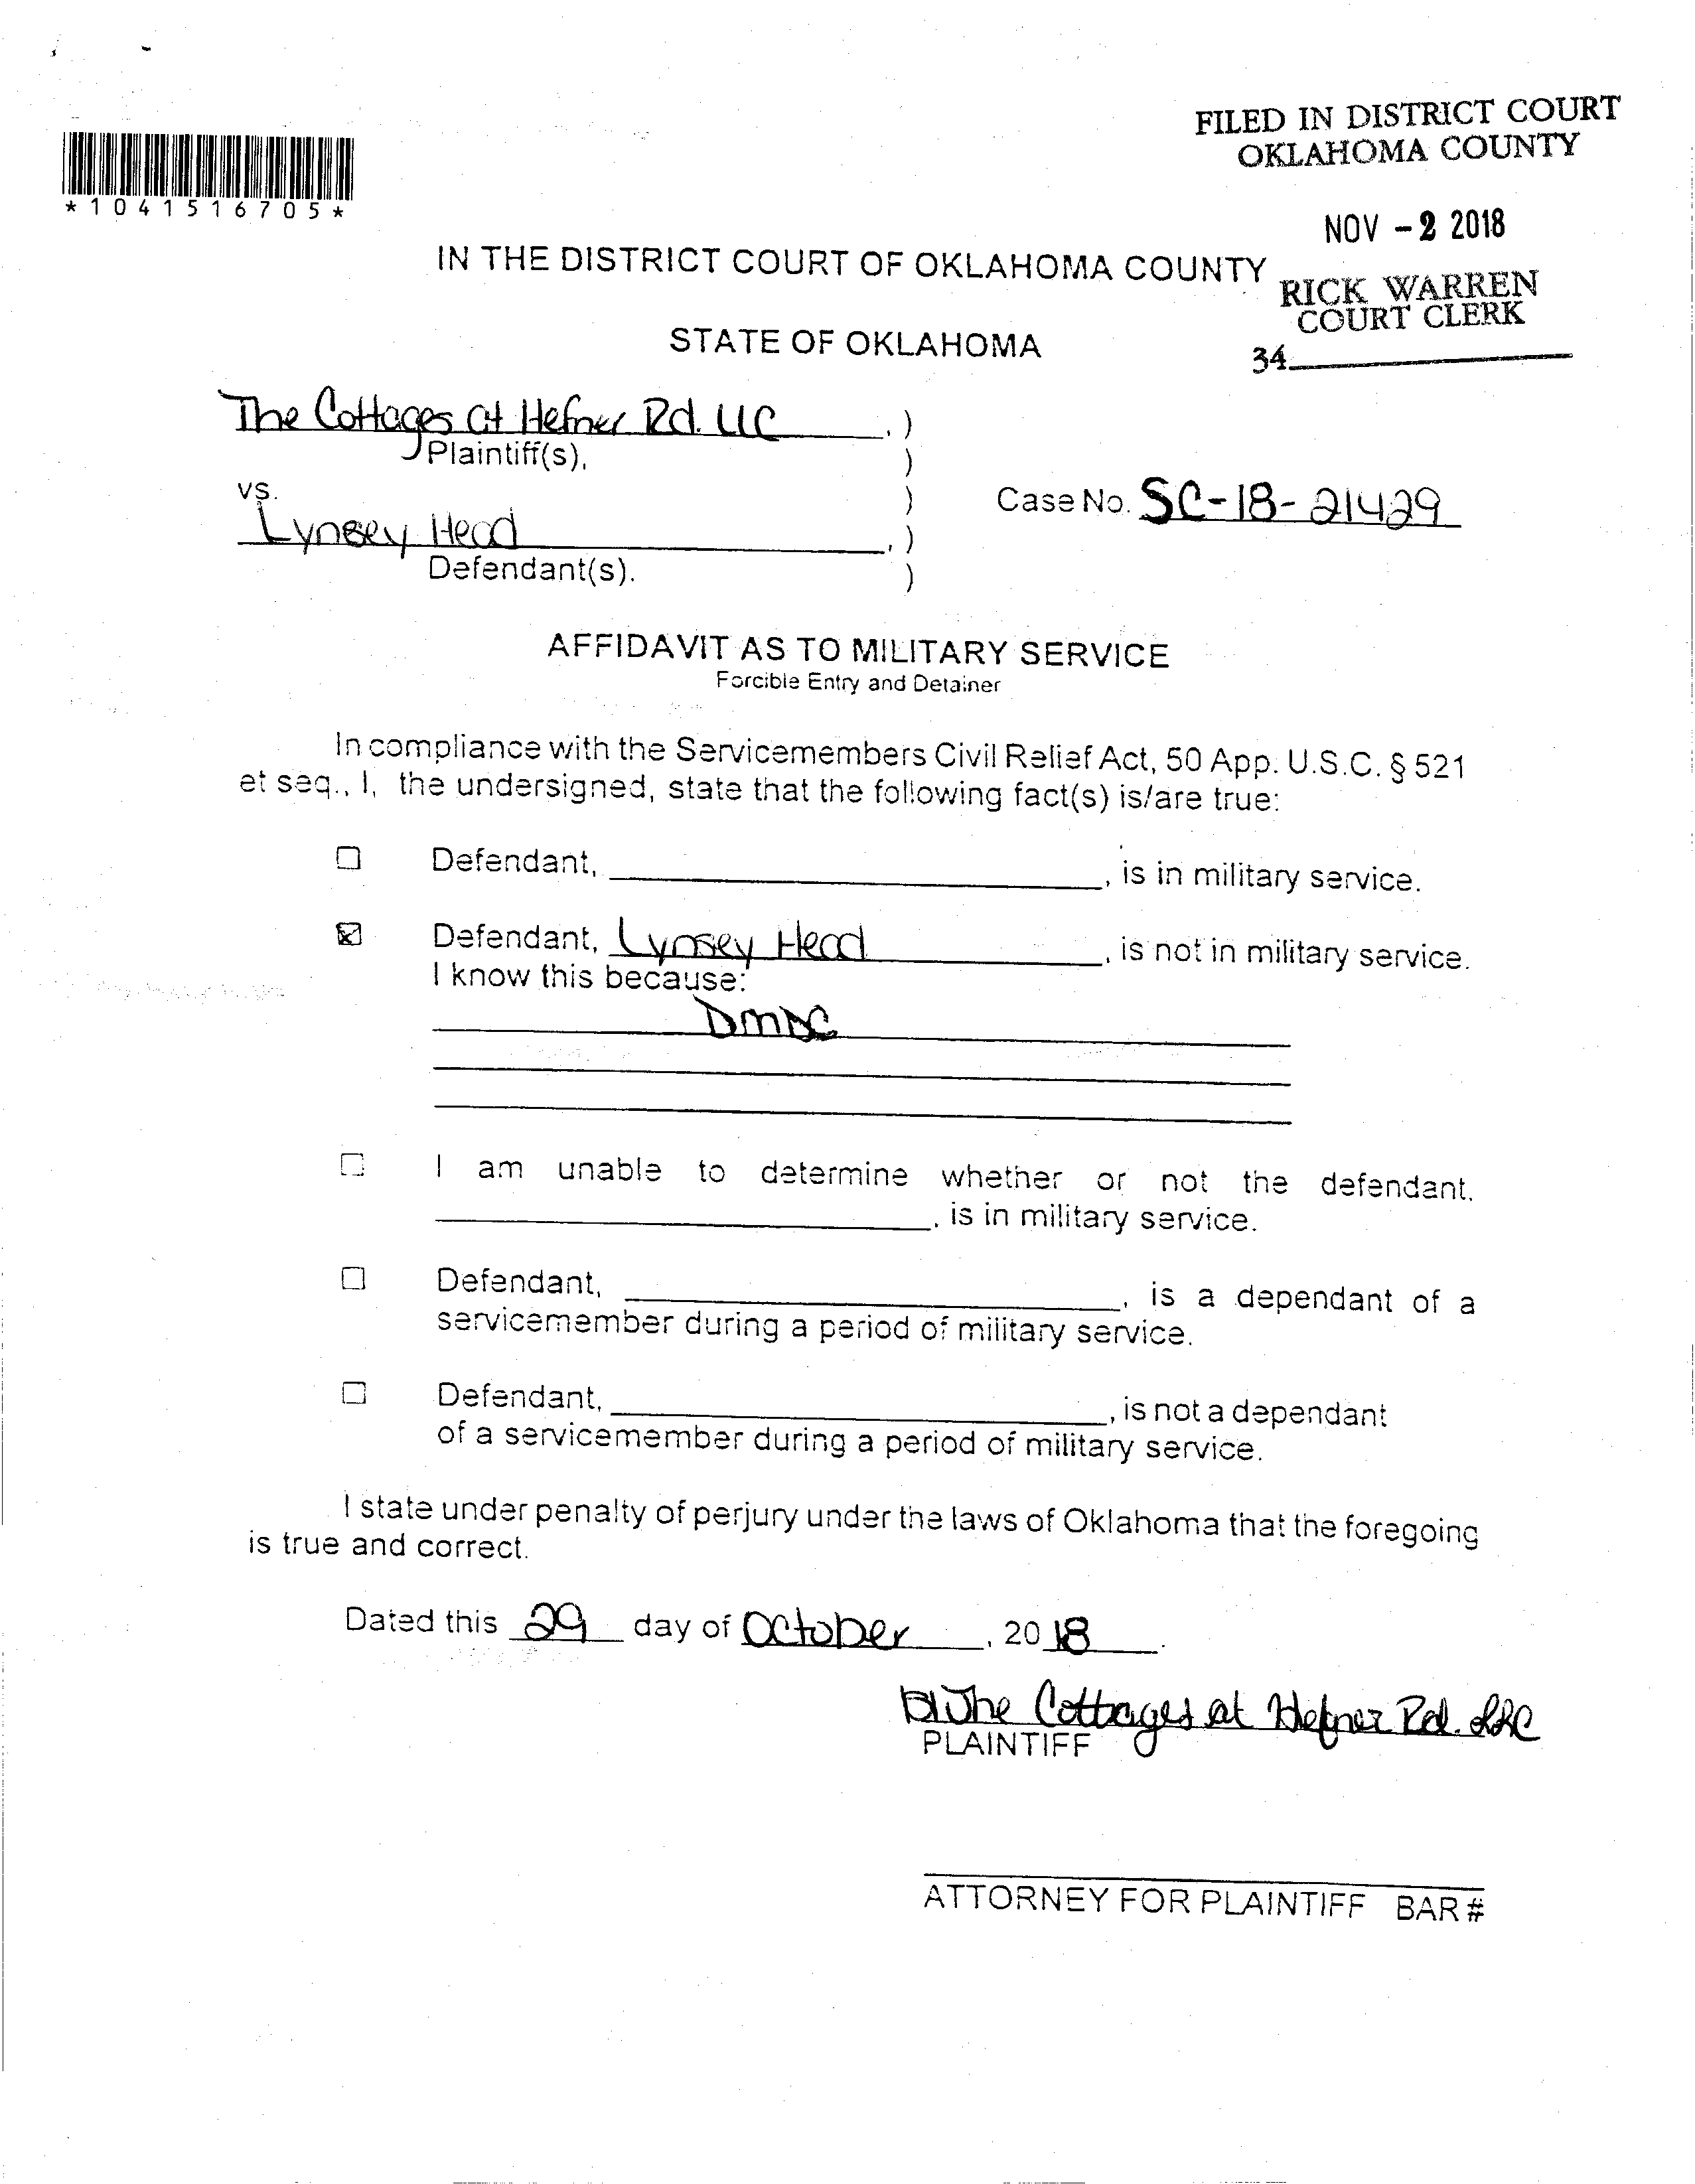 FILED IN DISTRICT COURT
OKLAHOMA COUNTY
*1041516705*
NOV - 2 2018
IN THE DISTRICT COURT OF OKLAHOMA COUNTY
RICK WARREN
COURT CLERK
STATE OF OKLAHOMA
34
The Cottages at Hefner Rd. LLC , )
Plaintiff(s), )
vs. )
Case No. SC-18-21429
Lynsey Head , )
Defendant(s). )
AFFIDAVIT AS TO MILITARY SERVICE
Forcible Entry and Detainer
In compliance with the Servicemembers Civil Relief Act, 50 App. U.S.C. § 521
et seq., I, the undersigned, state that the following fact(s) is/are true:
Defendant, , is in military service.
Defendant, Lynsey Head , is not in military service.
I know this because:
DMDC
I am unable to determine whether or not the defendant,
, is in military service.
Defendant, , is a dependant of a
servicemember during a period of military service.
Defendant, , is not a dependant
of a servicemember during a period of military service.
I state under penalty of perjury under the laws of Oklahoma that the foregoing
is true and correct.
Dated this 29 day of October , 20 18 .
The Cottages at Hefner Rd. LLC
PLAINTIFF
ATTORNEY FOR PLAINTIFF BAR #